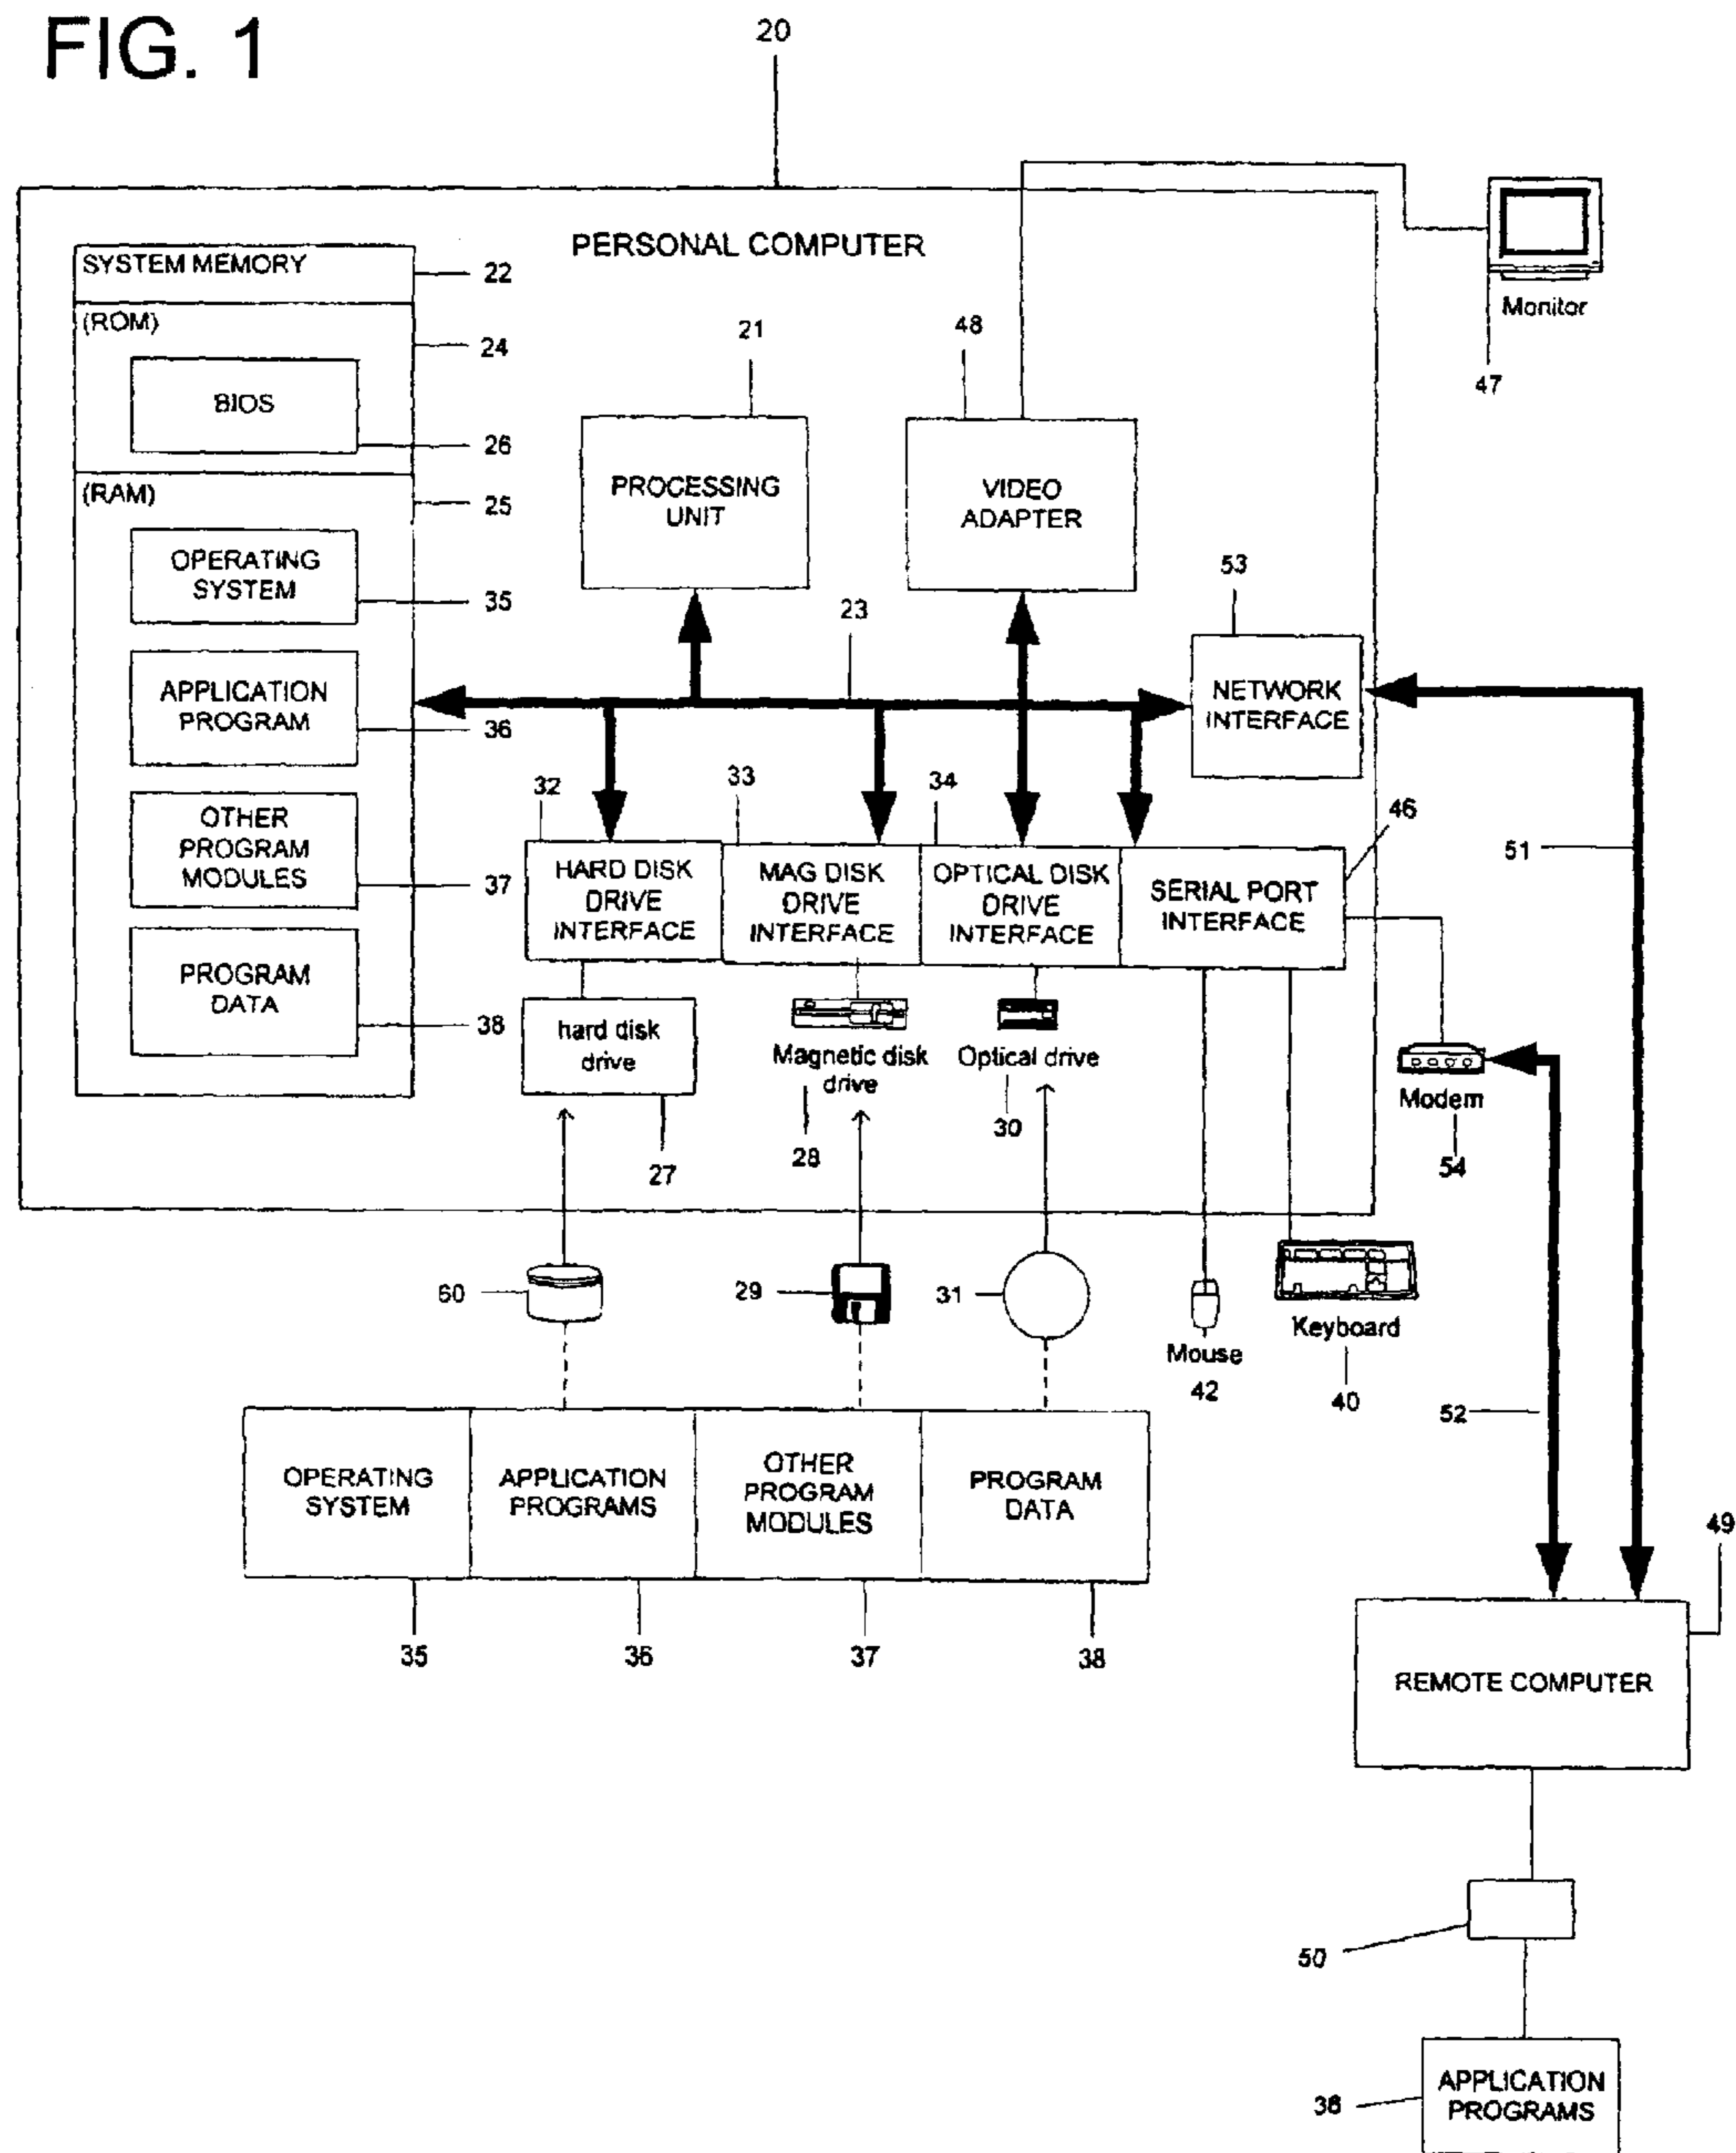 FIG. 1
20
PERSONAL COMPUTER
SYSTEM MEMORY
22
(ROM)
24
BIOS
26
(RAM)
25
OPERATING
SYSTEM
35
APPLICATION
PROGRAM
36
OTHER
PROGRAM
MODULES
37
PROGRAM
DATA
38
21
PROCESSING
UNIT
48
VIDEO
ADAPTER
Monitor
47
23
53
NETWORK
INTERFACE
32
HARD DISK
DRIVE
INTERFACE
33
MAG DISK
DRIVE
INTERFACE
34
OPTICAL DISK
DRIVE
INTERFACE
46
SERIAL PORT
INTERFACE
51
hard disk
drive
27
Magnetic disk
drive
28
Optical drive
30
Modem
54
60
29
31
Mouse
42
Keyboard
40
52
OPERATING
SYSTEM
35
APPLICATION
PROGRAMS
36
OTHER
PROGRAM
MODULES
37
PROGRAM
DATA
38
49
REMOTE COMPUTER
50
36
APPLICATION
PROGRAMS